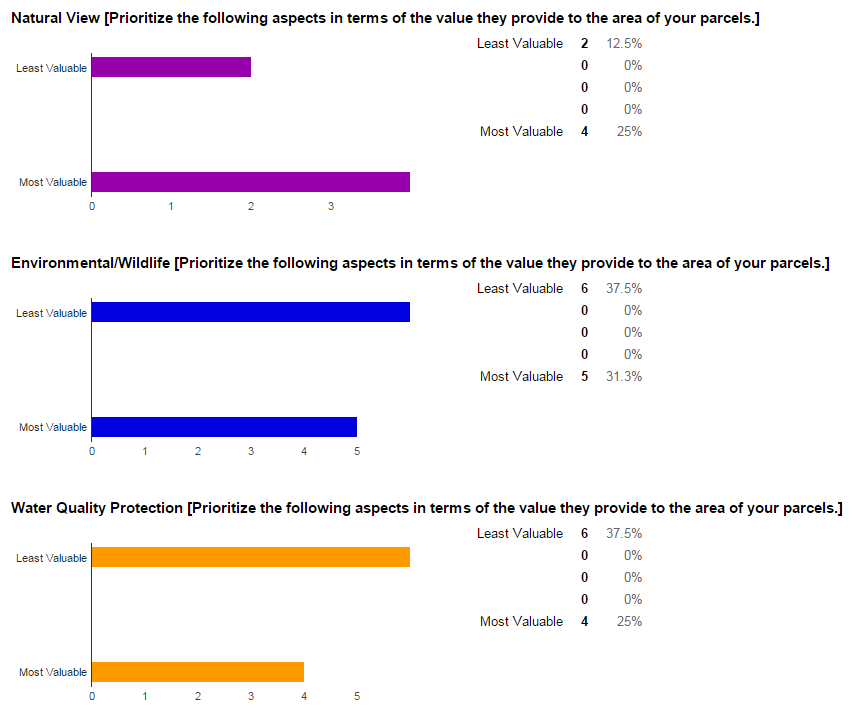 Natural View [Prioritize the following aspects in terms of the value they provide to the area of your parcels.]
Least Valuable 2 12.5%
0 0%
0 0%
0 0%
Most Valuable 4 25%
Least Valuable
Most Valuable
0 1 2 3
Environmental/Wildlife [Prioritize the following aspects in terms of the value they provide to the area of your parcels.]
Least Valuable 6 37.5%
0 0%
0 0%
0 0%
Most Valuable 5 31.3%
Least Valuable
Most Valuable
0 1 2 3 4 5
Water Quality Protection [Prioritize the following aspects in terms of the value they provide to the area of your parcels.]
Least Valuable 6 37.5%
0 0%
0 0%
0 0%
Most Valuable 4 25%
Least Valuable
Most Valuable
0 1 2 3 4 5